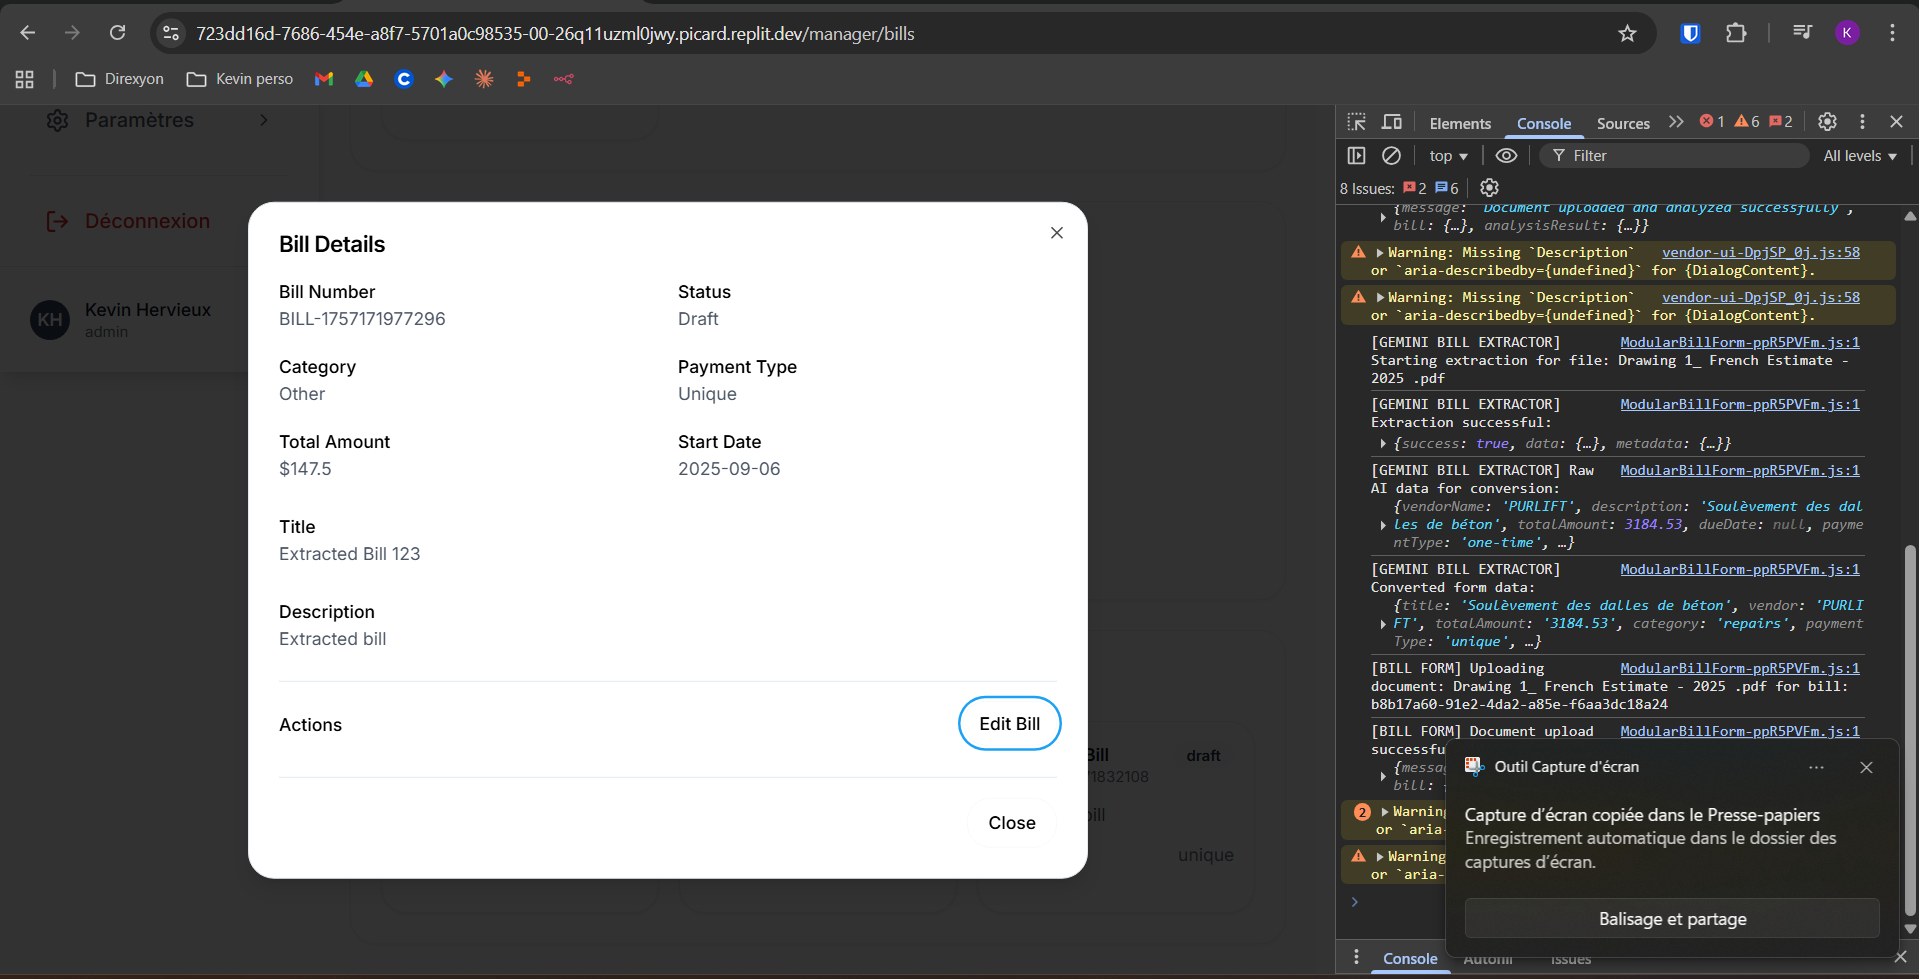 723dd16d-7686-454e-a8f7-5701a0c98535-00-26q11uzml0jwy.picard.replit.dev/manager/bills
K
Direxyon
Kevin perso
Paramètres
Déconnexion
KH
Kevin Hervieux
admin
Bill Details
Bill Number
BILL-1757171977296
Status
Draft
Category
Other
Payment Type
Unique
Total Amount
$147.5
Start Date
2025-09-06
Title
Extracted Bill 123
Description
Extracted bill
Actions
Edit Bill
Close
Bill
draft
71832108
bill
unique
Elements
Console
Sources
1
6
2
top
Filter
All levels
8 Issues:
2
6
{message: 'Document uploaded and analyzed successfully',
bill: {…}, analysisResult: {…}}
Warning: Missing `Description` vendor-ui-DpjSP_0j.js:58
or `aria-describedby={undefined}` for {DialogContent}.
Warning: Missing `Description` vendor-ui-DpjSP_0j.js:58
or `aria-describedby={undefined}` for {DialogContent}.
[GEMINI BILL EXTRACTOR] ModularBillForm-ppR5PVFm.js:1
Starting extraction for file: Drawing 1_ French Estimate -
2025 .pdf
[GEMINI BILL EXTRACTOR] ModularBillForm-ppR5PVFm.js:1
Extraction successful:
{success: true, data: {…}, metadata: {…}}
[GEMINI BILL EXTRACTOR] Raw ModularBillForm-ppR5PVFm.js:1
AI data for conversion:
{vendorName: 'PURLIFT', description: 'Soulèvement des dal
les de béton', totalAmount: 3184.53, dueDate: null, payme
ntType: 'one-time', …}
[GEMINI BILL EXTRACTOR] ModularBillForm-ppR5PVFm.js:1
Converted form data:
{title: 'Soulèvement des dalles de béton', vendor: 'PURLI
FT', totalAmount: '3184.53', category: 'repairs', payment
Type: 'unique', …}
[BILL FORM] Uploading ModularBillForm-ppR5PVFm.js:1
document: Drawing 1_ French Estimate - 2025 .pdf for bill:
b8b17a60-91e2-4da2-a85e-f6aa3dc18a24
[BILL FORM] Document upload ModularBillForm-ppR5PVFm.js:1
successfu
{messa
bill:
2
Warning
or `aria-
Warning
or `aria-
Outil Capture d'écran
Capture d'écran copiée dans le Presse-papiers
Enregistrement automatique dans le dossier des
captures d'écran.
Balisage et partage
Console
Issues